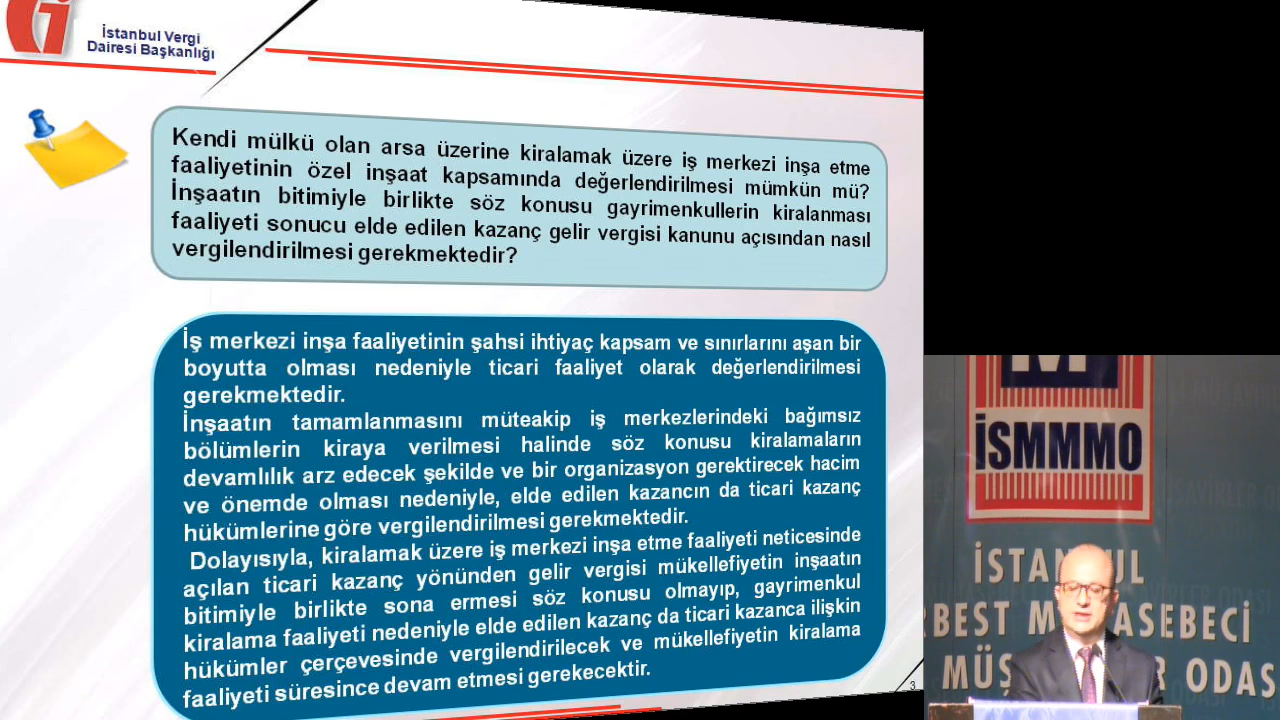 İstanbul Vergi
Dairesi Başkanlığı
Kendi mülkü olan arsa üzerine kiralamak üzere iş merkezi inşa etme
faaliyetinin özel inşaat kapsamında değerlendirilmesi mümkün mü?
İnşaatın bitimiyle birlikte söz konusu gayrimenkullerin kiralanması
faaliyeti sonucu elde edilen kazanç gelir vergisi kanunu açısından nasıl
vergilendirilmesi gerekmektedir?
İş merkezi inşa faaliyetinin şahsi ihtiyaç kapsam ve sınırlarını aşan bir
boyutta olması nedeniyle ticari faaliyet olarak değerlendirilmesi
gerekmektedir.
İnşaatın tamamlanmasını müteakip iş merkezlerindeki bağımsız
bölümlerin kiraya verilmesi halinde söz konusu kiralamaların
devamlılık arz edecek şekilde ve bir organizasyon gerektirecek hacim
ve önemde olması nedeniyle, elde edilen kazancın da ticari kazanç
hükümlerine göre vergilendirilmesi gerekmektedir.
Dolayısıyla, kiralamak üzere iş merkezi inşa etme faaliyeti neticesinde
açılan ticari kazanç yönünden gelir vergisi mükellefiyetin inşaatın
bitimiyle birlikte sona ermesi söz konusu olmayıp, gayrimenkul
kiralama faaliyeti nedeniyle elde edilen kazanç da ticari kazanca ilişkin
hükümler çerçevesinde vergilendirilecek ve mükellefiyetin kiralama
faaliyeti süresince devam etmesi gerekecektir.
3
İSMMMO
İSTANBUL